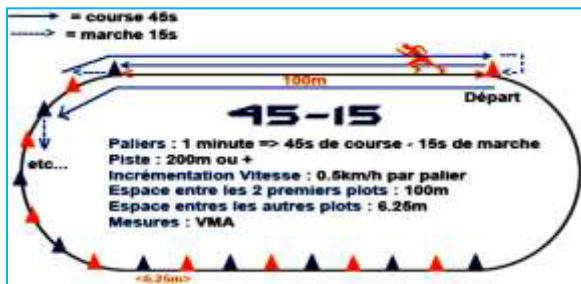 = course 45s
= marche 15s
100m
Départ
45-15
Paliers : 1 minute => 45s de course - 15s de marche
Piste : 200m ou +
Incrémentation Vitesse : 0.5km/h par palier
Espace entre les 2 premiers plots : 100m
Espace entres les autres plots : 6.25m
Mesures : VMA
etc...
<6.25m>